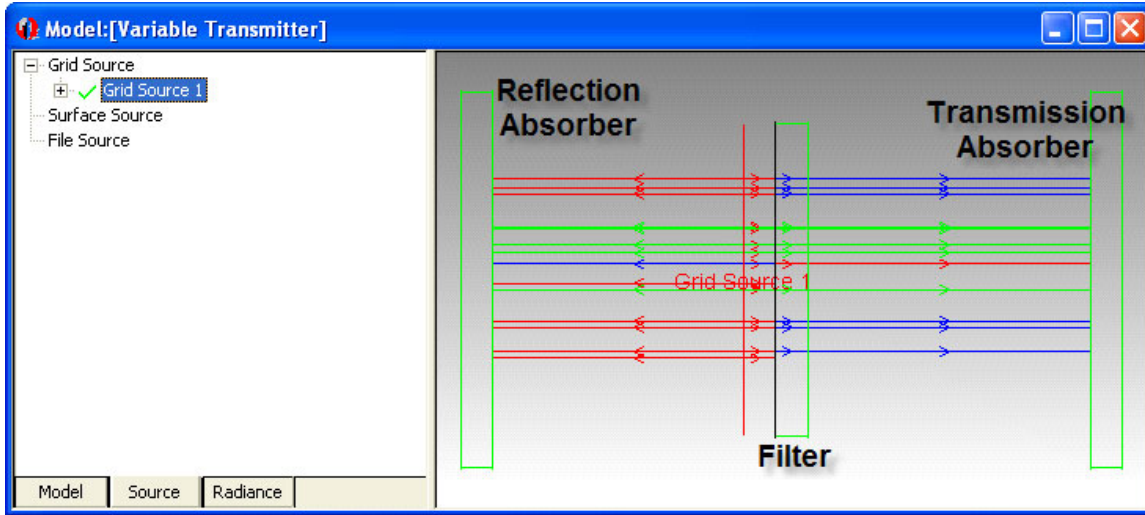 Model:[Variable Transmitter]
Grid Source
Grid Source 1
Surface Source
File Source
Model
Source
Radiance
Reflection
Absorber
Transmission
Absorber
Grid Source 1
Filter